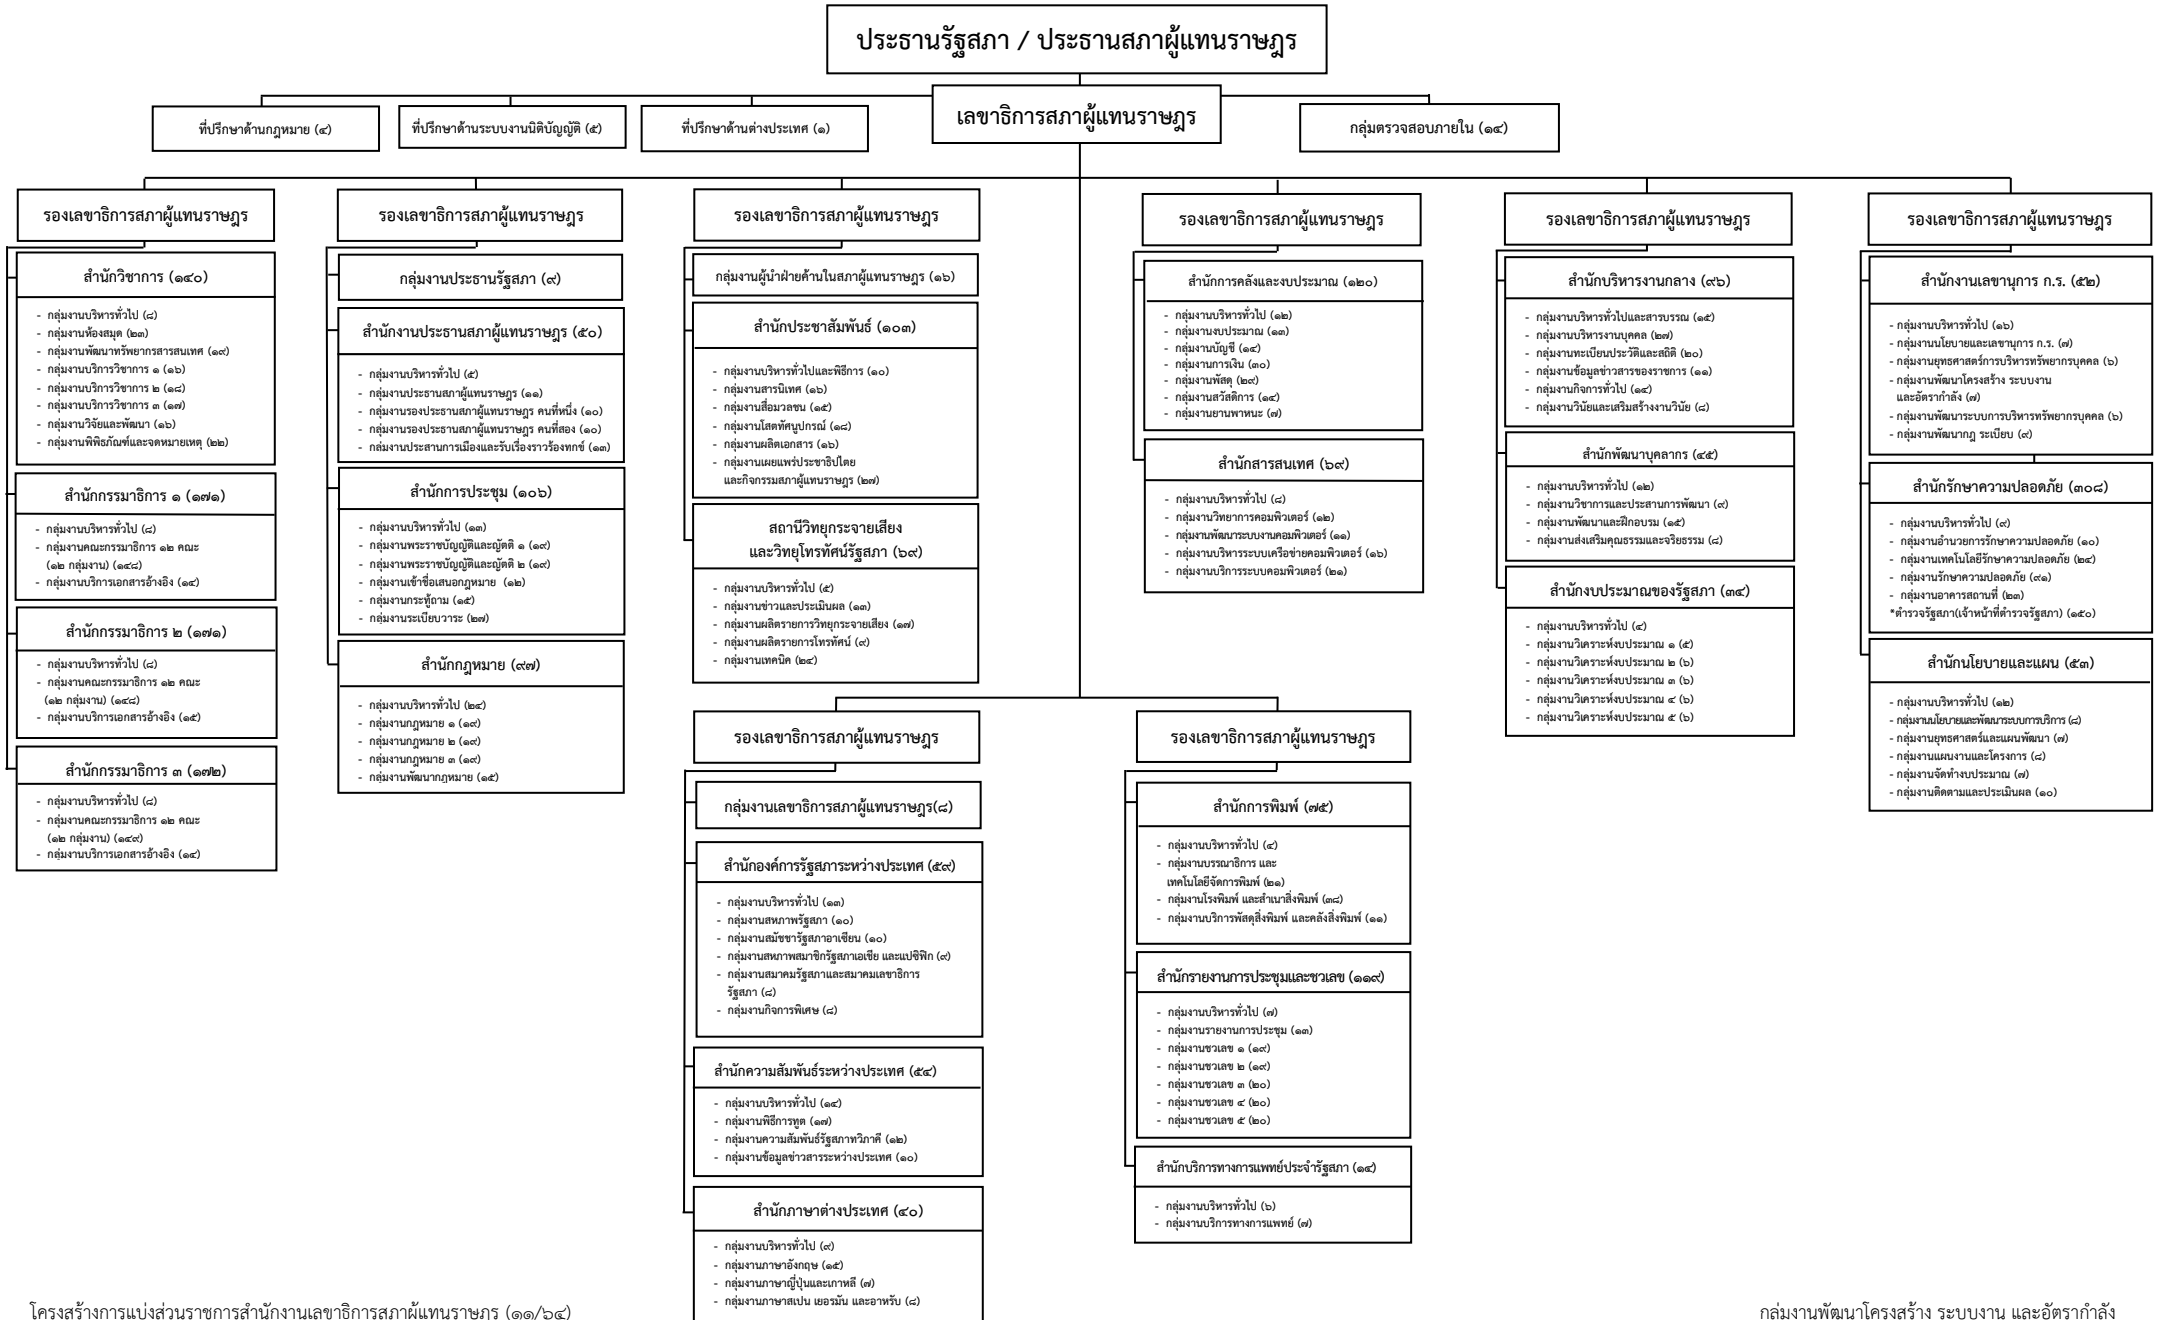 ประธานรัฐสภา / ประธานสภาผู้แทนราษฎร
เลขาธิการสภาผู้แทนราษฎร
ที่ปรึกษาด้านกฎหมาย (๔)
ที่ปรึกษาด้านระบบงานนิติบัญญัติ (๕)
ที่ปรึกษาด้านต่างประเทศ (๑)
กลุ่มตรวจสอบภายใน (๑๔)
รองเลขาธิการสภาผู้แทนราษฎร
สำนักวิชาการ (๑๔๐)
- กลุ่มงานบริหารทั่วไป (๘)
- กลุ่มงานห้องสมุด (๒๓)
- กลุ่มงานพัฒนาทรัพยากรสารสนเทศ (๑๙)
- กลุ่มงานบริการวิชาการ ๑ (๑๖)
- กลุ่มงานบริการวิชาการ ๒ (๑๘)
- กลุ่มงานบริการวิชาการ ๓ (๑๗)
- กลุ่มงานวิจัยและพัฒนา (๑๖)
- กลุ่มงานพิพิธภัณฑ์และจดหมายเหตุ (๒๒)
สำนักกรรมาธิการ ๑ (๑๗๑)
- กลุ่มงานบริหารทั่วไป (๘)
- กลุ่มงานคณะกรรมาธิการ ๑๒ คณะ
(๑๒ กลุ่มงาน) (๑๔๘)
- กลุ่มงานบริการเอกสารอ้างอิง (๑๔)
สำนักกรรมาธิการ ๒ (๑๗๑)
- กลุ่มงานบริหารทั่วไป (๘)
- กลุ่มงานคณะกรรมาธิการ ๑๒ คณะ
(๑๒ กลุ่มงาน) (๑๔๘)
- กลุ่มงานบริการเอกสารอ้างอิง (๑๕)
สำนักกรรมาธิการ ๓ (๑๗๒)
- กลุ่มงานบริหารทั่วไป (๘)
- กลุ่มงานคณะกรรมาธิการ ๑๒ คณะ
(๑๒ กลุ่มงาน) (๑๔๙)
- กลุ่มงานบริการเอกสารอ้างอิง (๑๔)
รองเลขาธิการสภาผู้แทนราษฎร
กลุ่มงานประธานรัฐสภา (๙)
สำนักงานประธานสภาผู้แทนราษฎร (๕๐)
- กลุ่มงานบริหารทั่วไป (๕)
- กลุ่มงานประธานสภาผู้แทนราษฎร (๑๑)
- กลุ่มงานรองประธานสภาผู้แทนราษฎร คนที่หนึ่ง (๑๐)
- กลุ่มงานรองประธานสภาผู้แทนราษฎร คนที่สอง (๑๐)
- กลุ่มงานประสานการเมืองและรับเรื่องราวร้องทุกข์ (๑๓)
สำนักการประชุม (๑๐๖)
- กลุ่มงานบริหารทั่วไป (๑๓)
- กลุ่มงานพระราชบัญญัติและญัตติ ๑ (๑๙)
- กลุ่มงานพระราชบัญญัติและญัตติ ๒ (๑๙)
- กลุ่มงานเข้าชื่อเสนอกฎหมาย (๑๒)
- กลุ่มงานกระทู้ถาม (๑๕)
- กลุ่มงานระเบียบวาระ (๒๗)
สำนักกฎหมาย (๙๗)
- กลุ่มงานบริหารทั่วไป (๒๔)
- กลุ่มงานกฎหมาย ๑ (๑๙)
- กลุ่มงานกฎหมาย ๒ (๑๙)
- กลุ่มงานกฎหมาย ๓ (๑๙)
- กลุ่มงานพัฒนากฎหมาย (๑๕)
รองเลขาธิการสภาผู้แทนราษฎร
กลุ่มงานผู้นำฝ่ายค้านในสภาผู้แทนราษฎร (๑๖)
สำนักประชาสัมพันธ์ (๑๐๓)
- กลุ่มงานบริหารทั่วไปและพิธีการ (๑๐)
- กลุ่มงานสารนิเทศ (๑๖)
- กลุ่มงานสื่อมวลชน (๑๕)
- กลุ่มงานโสตทัศนูปกรณ์ (๑๘)
- กลุ่มงานผลิตเอกสาร (๑๖)
- กลุ่มงานเผยแพร่ประชาธิปไตย
และกิจกรรมสภาผู้แทนราษฎร (๒๗)
สถานีวิทยุกระจายเสียง
และวิทยุโทรทัศน์รัฐสภา (๖๙)
- กลุ่มงานบริหารทั่วไป (๕)
- กลุ่มงานข่าวและประเมินผล (๑๓)
- กลุ่มงานผลิตรายการวิทยุกระจายเสียง (๑๗)
- กลุ่มงานผลิตรายการโทรทัศน์ (๙)
- กลุ่มงานเทคนิค (๒๔)
รองเลขาธิการสภาผู้แทนราษฎร
สำนักการคลังและงบประมาณ (๑๒๐)
- กลุ่มงานบริหารทั่วไป (๑๒)
- กลุ่มงานงบประมาณ (๑๓)
- กลุ่มงานบัญชี (๑๔)
- กลุ่มงานการเงิน (๓๐)
- กลุ่มงานพัสดุ (๒๙)
- กลุ่มงานสวัสดิการ (๑๔)
- กลุ่มงานยานพาหนะ (๗)
สำนักสารสนเทศ (๖๙)
- กลุ่มงานบริหารทั่วไป (๘)
- กลุ่มงานวิทยาการคอมพิวเตอร์ (๑๒)
- กลุ่มงานพัฒนาระบบงานคอมพิวเตอร์ (๑๑)
- กลุ่มงานบริหารระบบเครือข่ายคอมพิวเตอร์ (๑๖)
- กลุ่มงานบริการระบบคอมพิวเตอร์ (๒๑)
รองเลขาธิการสภาผู้แทนราษฎร
สำนักบริหารงานกลาง (๙๖)
- กลุ่มงานบริหารทั่วไปและสารบรรณ (๑๕)
- กลุ่มงานบริหารงานบุคคล (๒๗)
- กลุ่มงานทะเบียนประวัติและสถิติ (๒๐)
- กลุ่มงานข้อมูลข่าวสารของราชการ (๑๑)
- กลุ่มงานกิจการทั่วไป (๑๔)
- กลุ่มงานวินัยและเสริมสร้างงานวินัย (๘)
สำนักพัฒนาบุคลากร (๔๕)
- กลุ่มงานบริหารทั่วไป (๑๒)
- กลุ่มงานวิชาการและประสานการพัฒนา (๙)
- กลุ่มงานพัฒนาและฝึกอบรม (๑๕)
- กลุ่มงานส่งเสริมคุณธรรมและจริยธรรม (๘)
สำนักงบประมาณของรัฐสภา (๓๔)
- กลุ่มงานบริหารทั่วไป (๔)
- กลุ่มงานวิเคราะห์งบประมาณ ๑ (๕)
- กลุ่มงานวิเคราะห์งบประมาณ ๒ (๖)
- กลุ่มงานวิเคราะห์งบประมาณ ๓ (๖)
- กลุ่มงานวิเคราะห์งบประมาณ ๔ (๖)
- กลุ่มงานวิเคราะห์งบประมาณ ๕ (๖)
รองเลขาธิการสภาผู้แทนราษฎร
สำนักงานเลขานุการ ก.ร. (๕๒)
- กลุ่มงานบริหารทั่วไป (๑๖)
- กลุ่มงานนโยบายและเลขานุการ ก.ร. (๗)
- กลุ่มงานยุทธศาสตร์การบริหารทรัพยากรบุคคล (๖)
- กลุ่มงานพัฒนาโครงสร้าง ระบบงาน
และอัตรากำลัง (๗)
- กลุ่มงานพัฒนาระบบการบริหารทรัพยากรบุคคล (๖)
- กลุ่มงานพัฒนากฎ ระเบียบ (๙)
สำนักรักษาความปลอดภัย (๓๐๘)
- กลุ่มงานบริหารทั่วไป (๙)
- กลุ่มงานอำนวยการรักษาความปลอดภัย (๑๐)
- กลุ่มงานเทคโนโลยีรักษาความปลอดภัย (๒๔)
- กลุ่มงานรักษาความปลอดภัย (๙๑)
- กลุ่มงานอาคารสถานที่ (๒๓)
*ตำรวจรัฐสภา(เจ้าหน้าที่ตำรวจรัฐสภา) (๑๕๐)
สำนักนโยบายและแผน (๕๓)
- กลุ่มงานบริหารทั่วไป (๑๒)
- กลุ่มงานนโยบายและพัฒนาระบบการบริการ (๘)
- กลุ่มงานยุทธศาสตร์และแผนพัฒนา (๗)
- กลุ่มงานแผนงานและโครงการ (๘)
- กลุ่มงานจัดทำงบประมาณ (๗)
- กลุ่มงานติดตามและประเมินผล (๑๐)
รองเลขาธิการสภาผู้แทนราษฎร
กลุ่มงานเลขาธิการสภาผู้แทนราษฎร(๘)
สำนักองค์การรัฐสภาระหว่างประเทศ (๕๙)
- กลุ่มงานบริหารทั่วไป (๑๓)
- กลุ่มงานสหภาพรัฐสภา (๑๐)
- กลุ่มงานสมัชชารัฐสภาอาเซียน (๑๐)
- กลุ่มงานสหภาพสมาชิกรัฐสภาเอเชีย และแปซิฟิก (๙)
- กลุ่มงานสมาคมรัฐสภาและสมาคมเลขาธิการ
รัฐสภา (๘)
- กลุ่มงานกิจการพิเศษ (๘)
สำนักความสัมพันธ์ระหว่างประเทศ (๕๔)
- กลุ่มงานบริหารทั่วไป (๑๔)
- กลุ่มงานพิธีการทูต (๑๗)
- กลุ่มงานความสัมพันธ์รัฐสภาทวิภาคี (๑๒)
- กลุ่มงานข้อมูลข่าวสารระหว่างประเทศ (๑๐)
สำนักภาษาต่างประเทศ (๔๐)
- กลุ่มงานบริหารทั่วไป (๙)
- กลุ่มงานภาษาอังกฤษ (๑๕)
- กลุ่มงานภาษาญี่ปุ่นและเกาหลี (๗)
- กลุ่มงานภาษาสเปน เยอรมัน และอาหรับ (๘)
รองเลขาธิการสภาผู้แทนราษฎร
สำนักการพิมพ์ (๗๕)
- กลุ่มงานบริหารทั่วไป (๔)
- กลุ่มงานบรรณาธิการ และ
เทคโนโลยีจัดการพิมพ์ (๒๑)
- กลุ่มงานโรงพิมพ์ และสำเนาสิ่งพิมพ์ (๓๘)
- กลุ่มงานบริการพัสดุสิ่งพิมพ์ และคลังสิ่งพิมพ์ (๑๑)
สำนักรายงานการประชุมและชวเลข (๑๑๙)
- กลุ่มงานบริหารทั่วไป (๗)
- กลุ่มงานรายงานการประชุม (๑๓)
- กลุ่มงานชวเลข ๑ (๑๙)
- กลุ่มงานชวเลข ๒ (๑๙)
- กลุ่มงานชวเลข ๓ (๒๐)
- กลุ่มงานชวเลข ๔ (๒๐)
- กลุ่มงานชวเลข ๕ (๒๐)
สำนักบริการทางการแพทย์ประจำรัฐสภา (๑๔)
- กลุ่มงานบริหารทั่วไป (๖)
- กลุ่มงานบริการทางการแพทย์ (๗)
โครงสร้างการแบ่งส่วนราชการสำนักงานเลขาธิการสภาผู้แทนราษฎร (๑๑/๖๔)
กลุ่มงานพัฒนาโครงสร้าง ระบบงาน และอัตรากำลัง